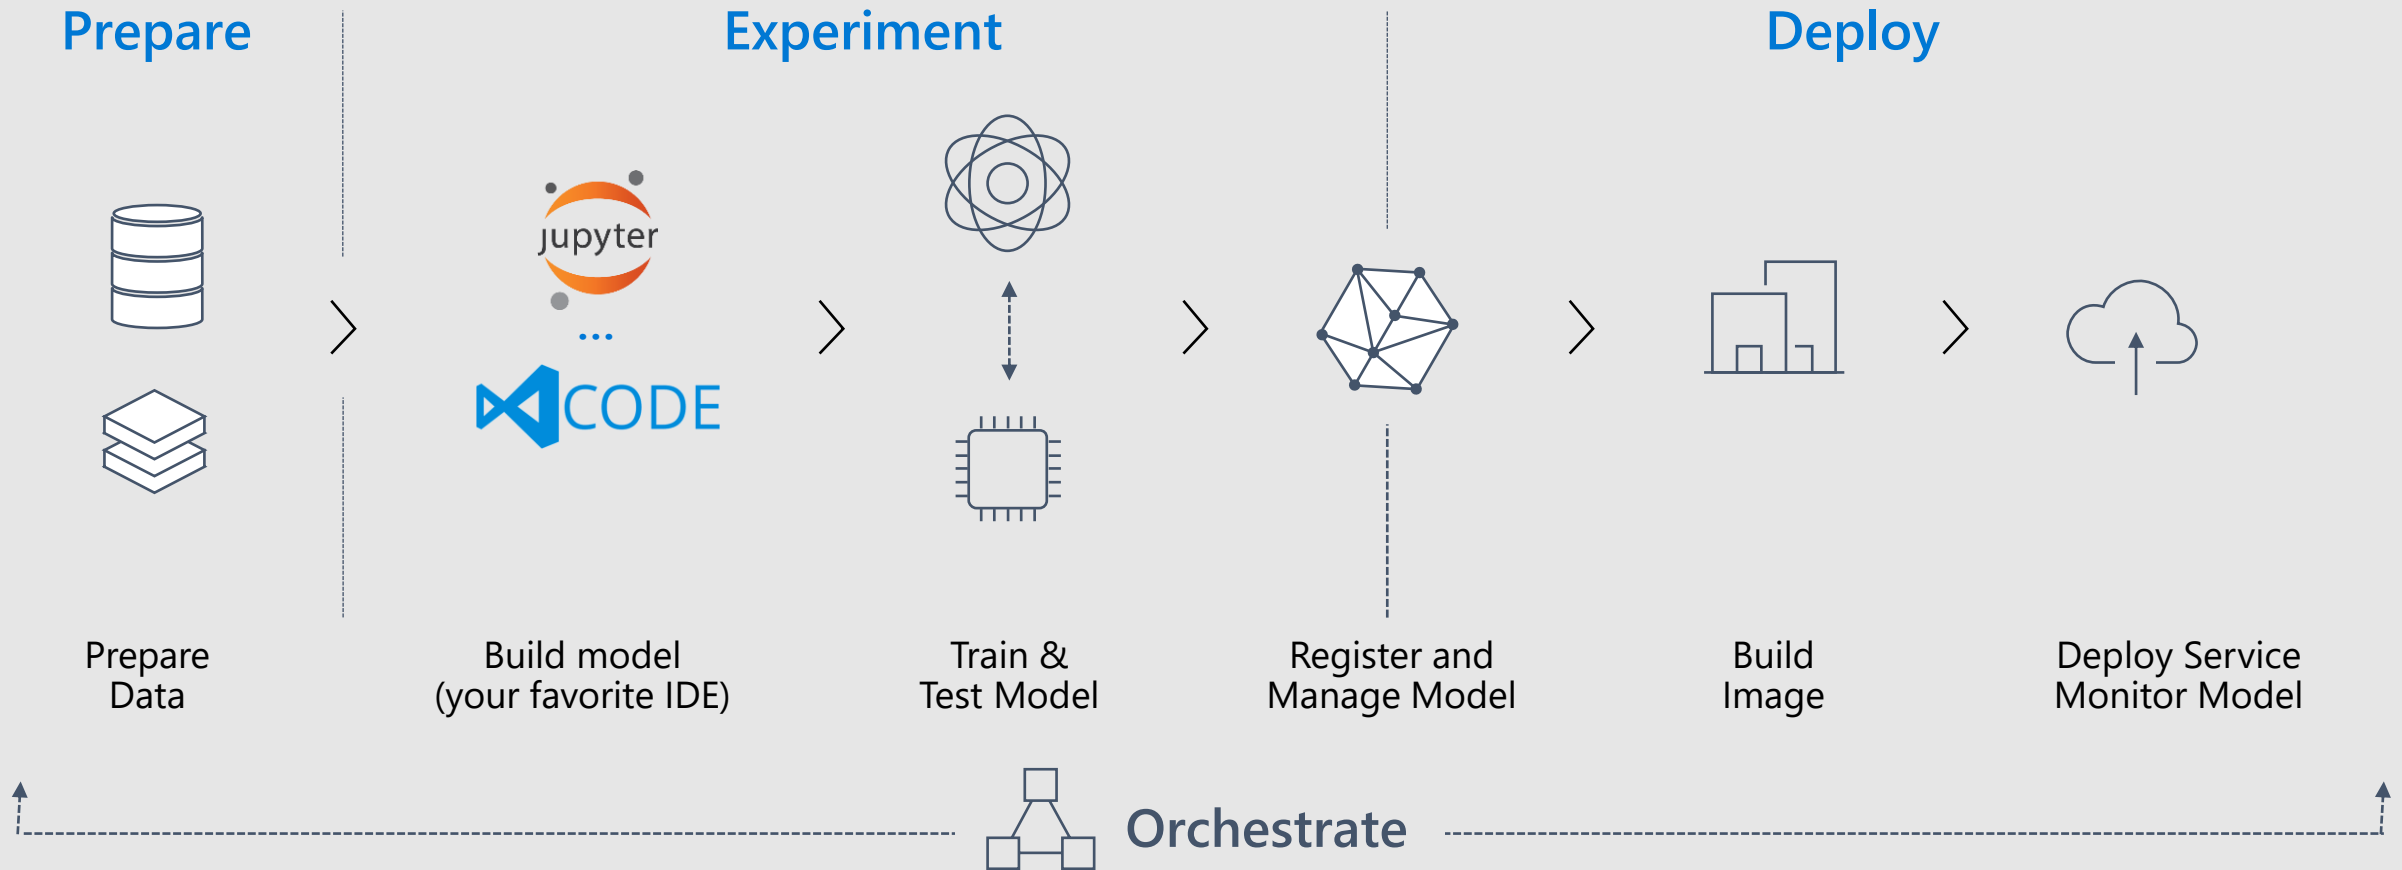 Prepare
Experiment
Deploy
jupyter
...
CODE
Prepare
Data
Build model
(your favorite IDE)
Train &
Test Model
Register and
Manage Model
Build
Image
Deploy Service
Monitor Model
Orchestrate